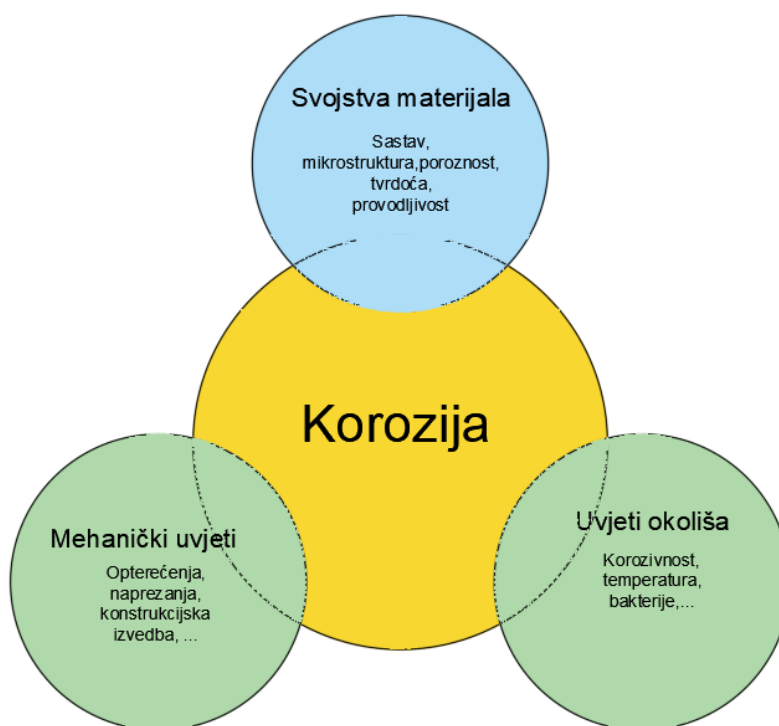 Svojstva materijala
Sastav,
mikrostruktura,poroznost,
tvrdoća,
provodljivost
Korozija
Mehanički uvjeti
Opterećenja,
naprezanja,
konstrukcijska
izvedba, ...
Uvjeti okoliša
Korozivnost,
temperatura,
bakterije,...